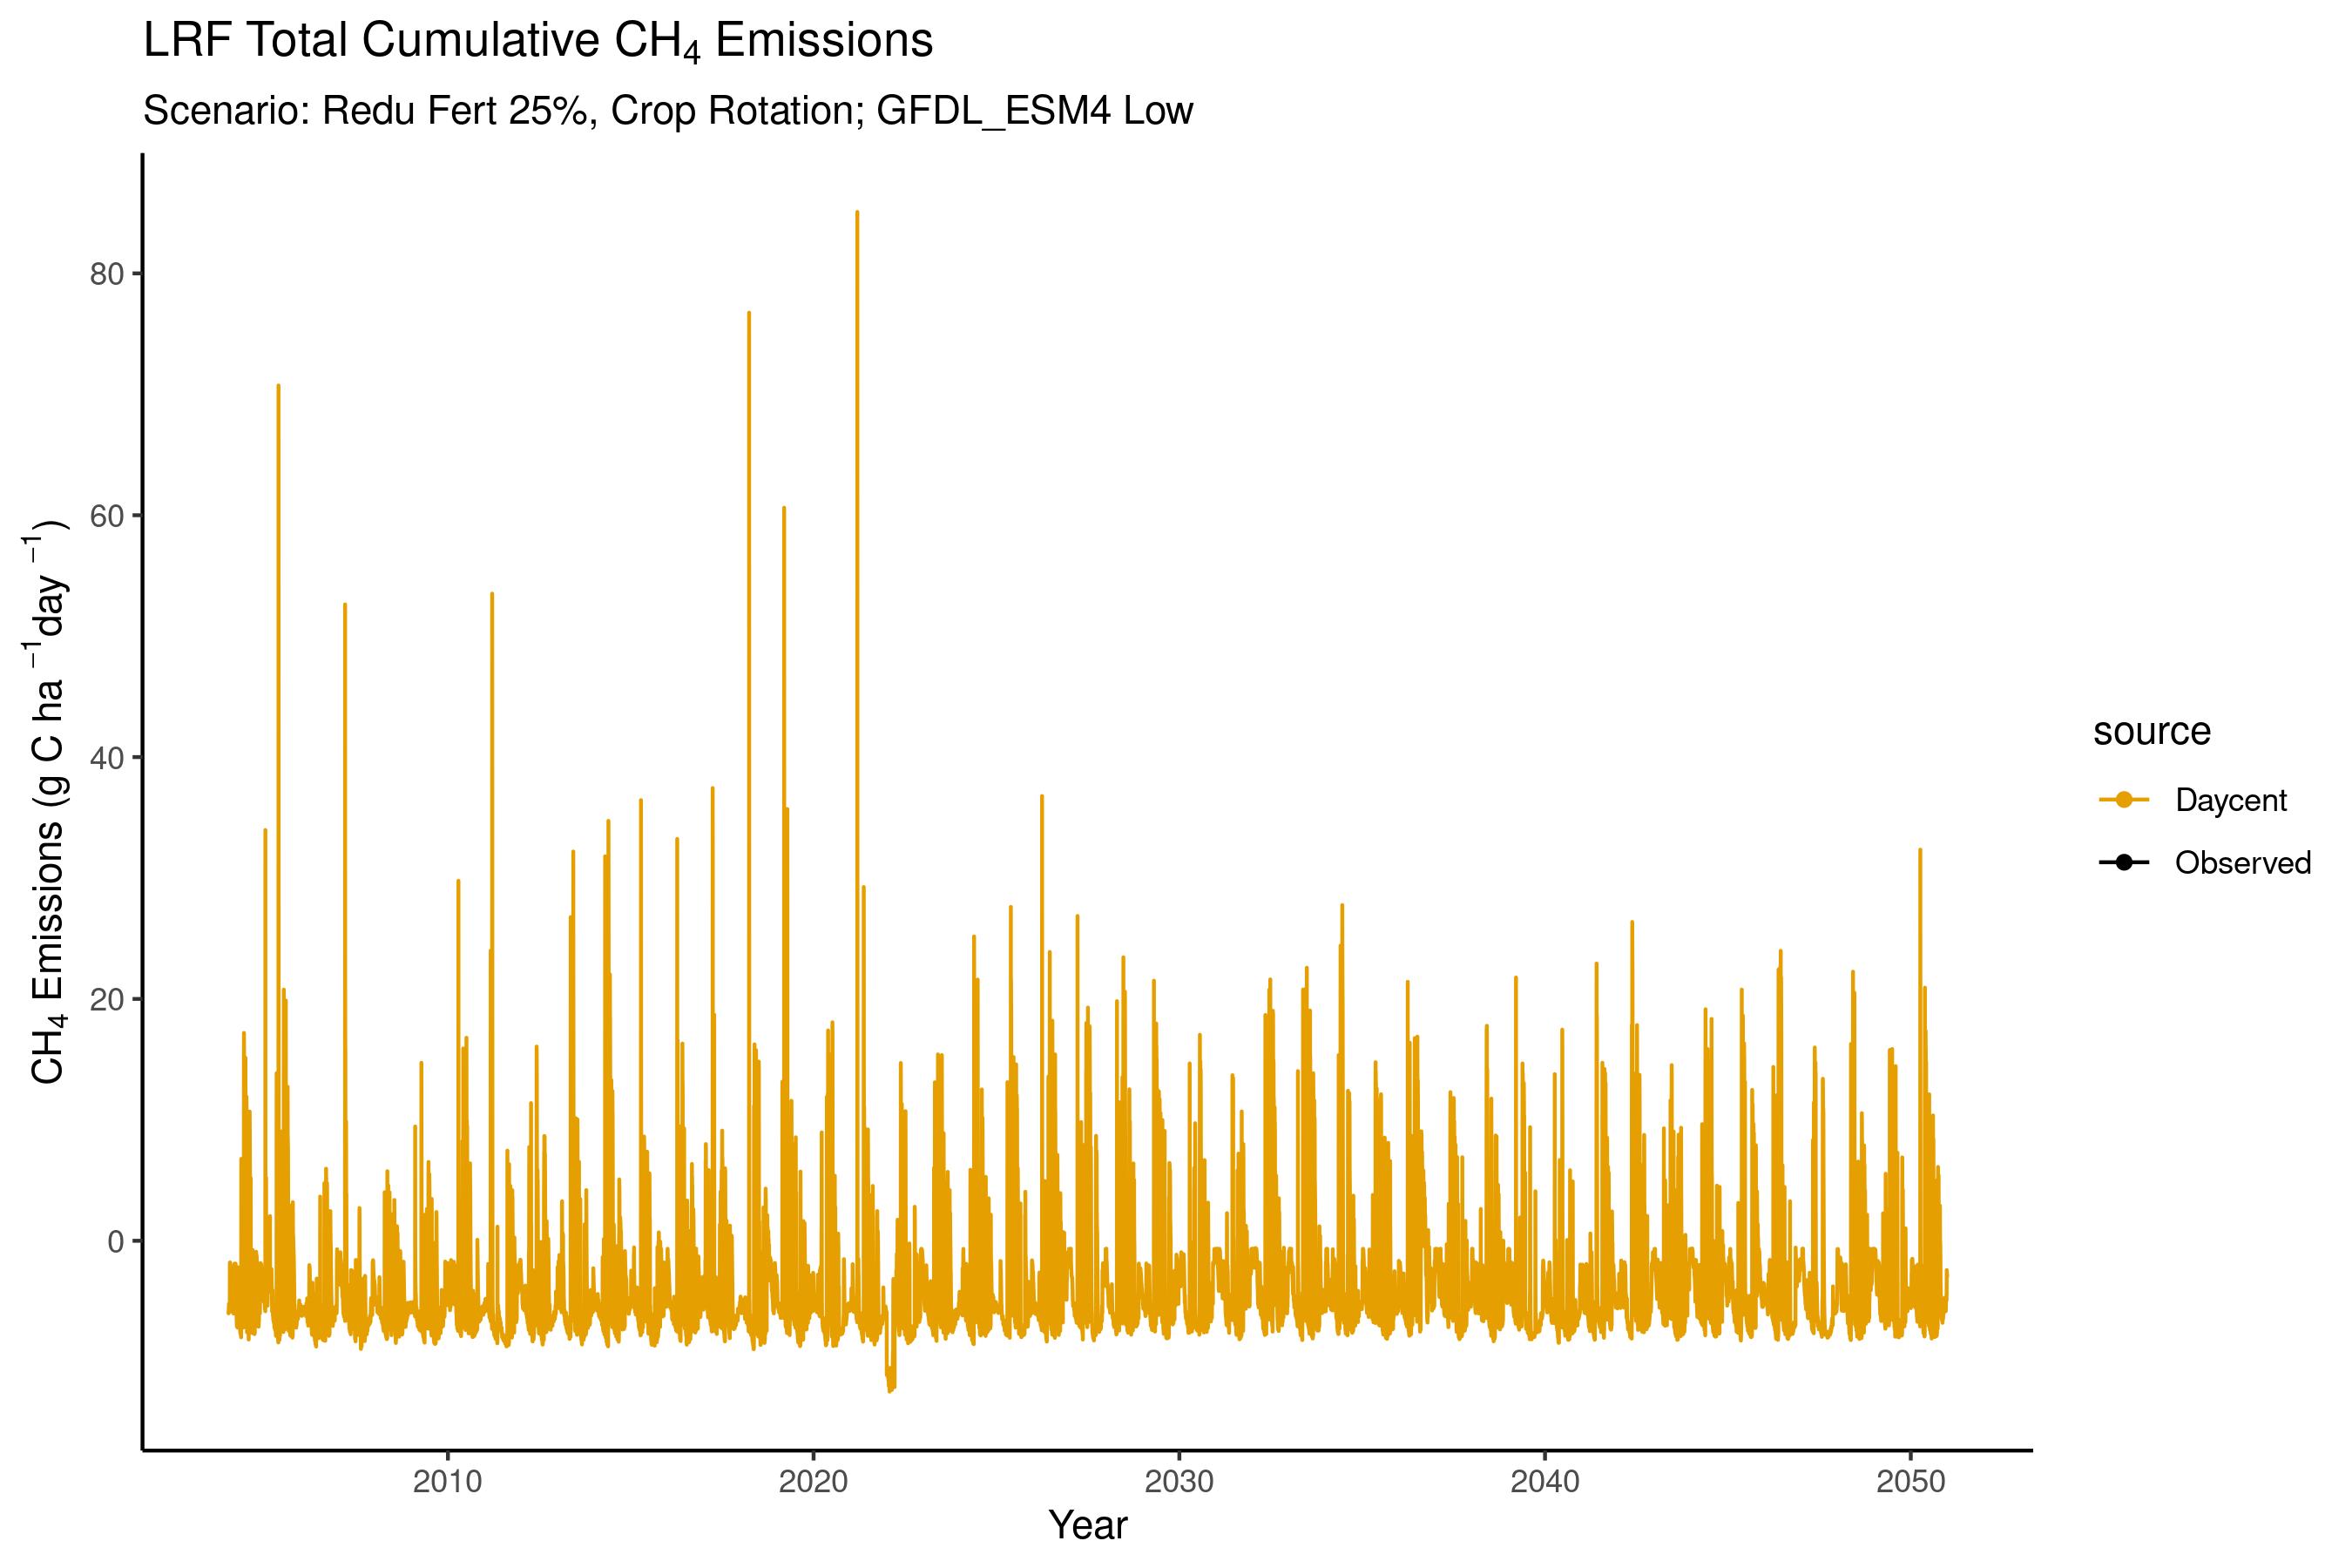 LRF Total Cumulative CH₄ Emissions
Scenario: Redu Fert 25%, Crop Rotation; GFDL_ESM4 Low
CH₄ Emissions (g C ha ⁻¹day ⁻¹)
80
60
40
20
0
2010
2020
2030
2040
2050
Year
source
Daycent
Observed